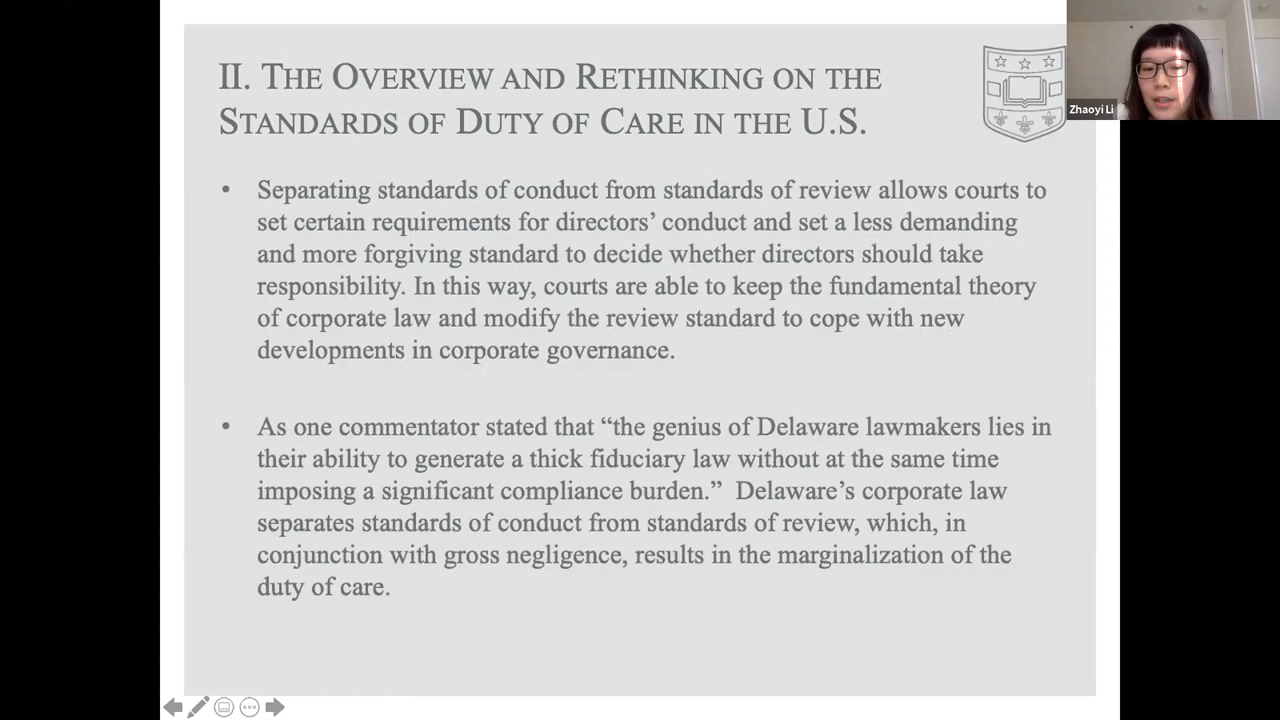 II. THE OVERVIEW AND RETHINKING ON THE
STANDARDS OF DUTY OF CARE IN THE U.S.
Zhaoyi Li
• Separating standards of conduct from standards of review allows courts to
set certain requirements for directors’ conduct and set a less demanding
and more forgiving standard to decide whether directors should take
responsibility. In this way, courts are able to keep the fundamental theory
of corporate law and modify the review standard to cope with new
developments in corporate governance.
• As one commentator stated that “the genius of Delaware lawmakers lies in
their ability to generate a thick fiduciary law without at the same time
imposing a significant compliance burden.” Delaware’s corporate law
separates standards of conduct from standards of review, which, in
conjunction with gross negligence, results in the marginalization of the
duty of care.